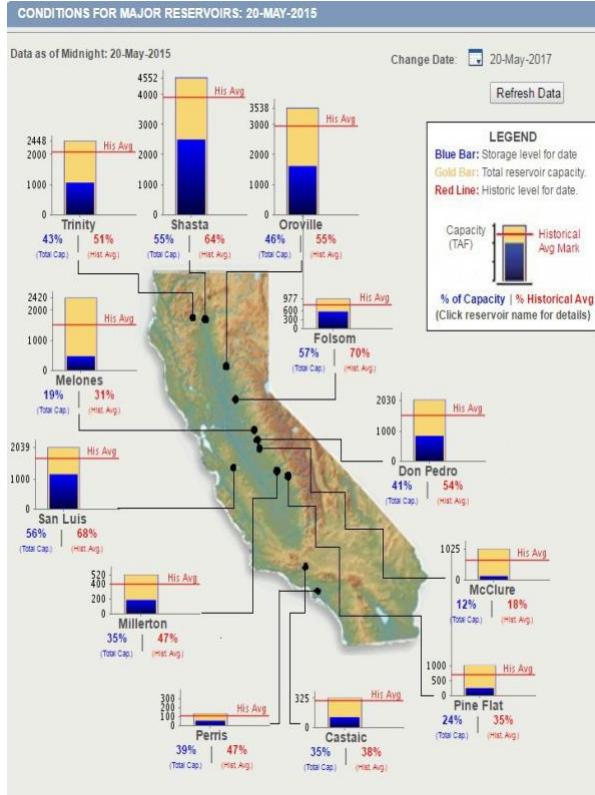 CONDITIONS FOR MAJOR RESERVOIRS: 20-MAY-2015
Data as of Midnight: 20-May-2015
Change Date: 20-May-2017
Refresh Data
LEGEND
Blue Bar: Storage level for date
Gold Bar: Total reservoir capacity.
Red Line: Historic level for date.
Capacity
(TAF)
Historical
Avg Mark
% of Capacity | % Historical Avg
(Click reservoir name for details)
2448
2000
1000
0
His Avg
Trinity
43% | 51%
(Total Cap.) (Hist. Avg.)
4552
4000
3000
2000
1000
0
His Avg
Shasta
55% | 64%
(Total Cap.) (Hist. Avg.)
3538
3000
2000
1000
0
His Avg
Oroville
46% | 55%
(Total Cap.) (Hist. Avg.)
977
600
300
0
His Avg
Folsom
57% | 70%
(Total Cap.) (Hist. Avg.)
2420
2000
1000
0
His Avg
Melones
19% | 31%
(Total Cap.) (Hist. Avg.)
2030
1000
0
His Avg
Don Pedro
41% | 54%
(Total Cap.) (Hist. Avg.)
2039
1000
0
His Avg
San Luis
56% | 68%
(Total Cap.) (Hist. Avg.)
1025
0
His Avg
McClure
12% | 18%
(Total Cap.) (Hist. Avg.)
520
400
200
0
His Avg
Millerton
35% | 47%
(Total Cap.) (Hist. Avg.)
1000
500
0
His Avg
Pine Flat
24% | 35%
(Total Cap.) (Hist. Avg.)
300
200
100
0
His Avg
Perris
39% | 47%
(Total Cap.) (Hist. Avg.)
325
0
His Avg
Castaic
35% | 38%
(Total Cap.) (Hist. Avg.)